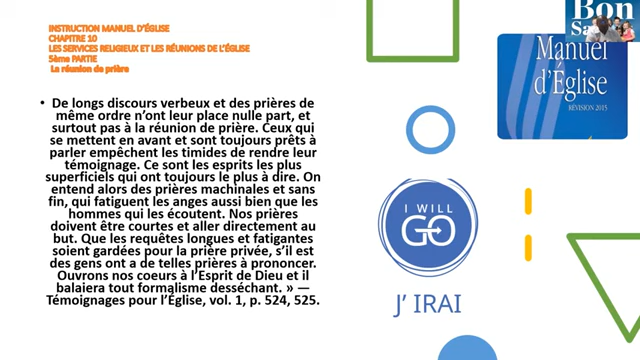 INSTRUCTION MANUEL D'ÉGLISE
CHAPITRE 10
LES SERVICES RELIGIEUX ET LES RÉUNIONS DE L'ÉGLISE
5ème PARTIE
La réunion de prière
• De longs discours verbeux et des prières de
même ordre n'ont leur place nulle part, et
surtout pas à la réunion de prière. Ceux qui
se mettent en avant et sont toujours prêts à
parler empêchent les timides de rendre leur
témoignage. Ce sont les esprits les plus
superficiels qui ont toujours le plus à dire. On
entend alors des prières machinales et sans
fin, qui fatiguent les anges aussi bien que les
hommes qui les écoutent. Nos prières
doivent être courtes et aller directement au
but. Que les requêtes longues et fatigantes
soient gardées pour la prière privée, s'il est
des gens ont a de telles prières à prononcer.
Ouvrons nos coeurs à l'Esprit de Dieu et il
balaiera tout formalisme desséchant. » —
Témoignages pour l'Église, vol. 1, p. 524, 525.
Bon
Manuel
d'Église
RÉVISION 2015
I WILL
GO
J' IRAI